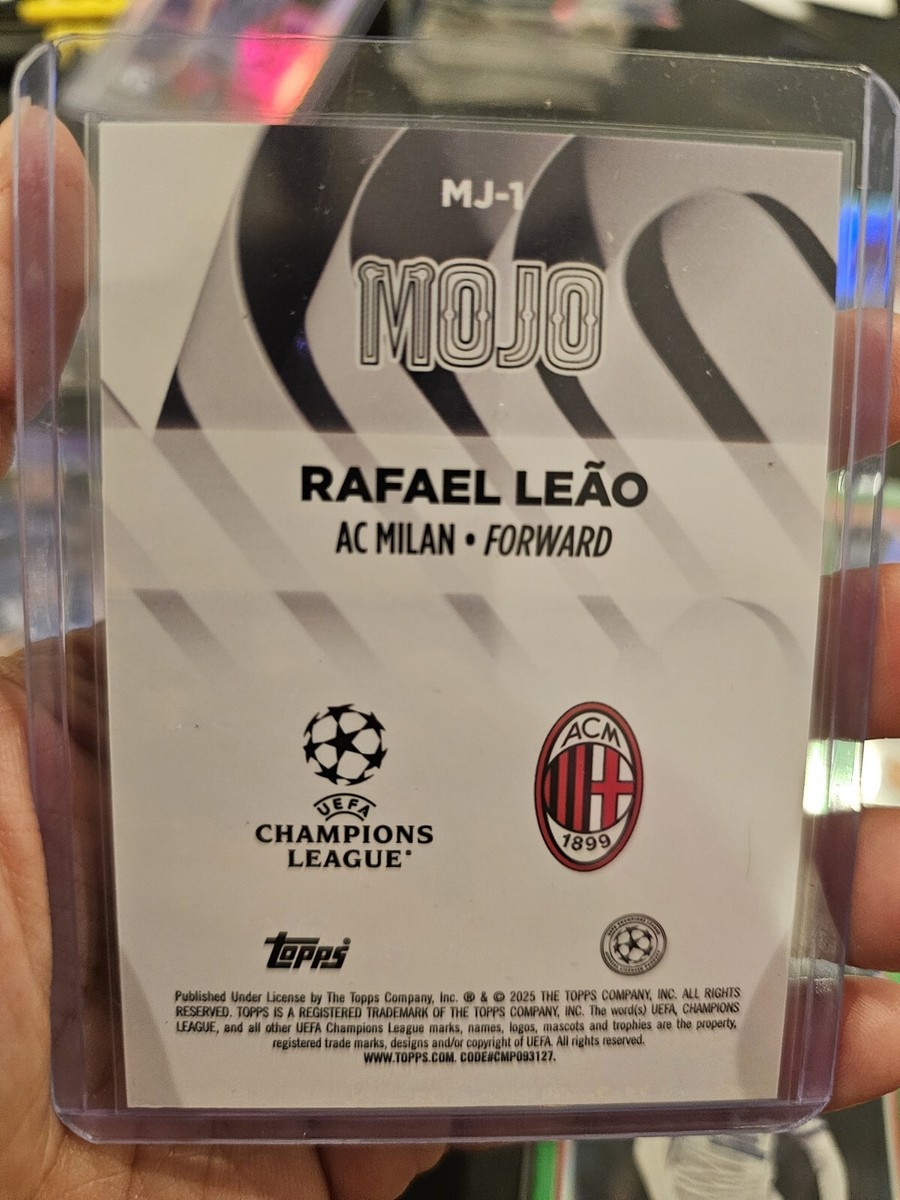 MJ-1
MOJO
RAFAEL LEÃO
AC MILAN • FORWARD
UEFA
CHAMPIONS
LEAGUE®
ACM
1899
topps®
Published Under License by The Topps Company, Inc. ® & © 2025 THE TOPPS COMPANY, INC. ALL RIGHTS
RESERVED. TOPPS IS A REGISTERED TRADEMARK OF THE TOPPS COMPANY, INC. The word(s) UEFA, CHAMPIONS
LEAGUE, and all other UEFA Champions League marks, names, logos, mascots and trophies are the property,
registered trade marks, designs and/or copyright of UEFA. All rights reserved.
WWW.TOPPS.COM. CODE#CMP093127.